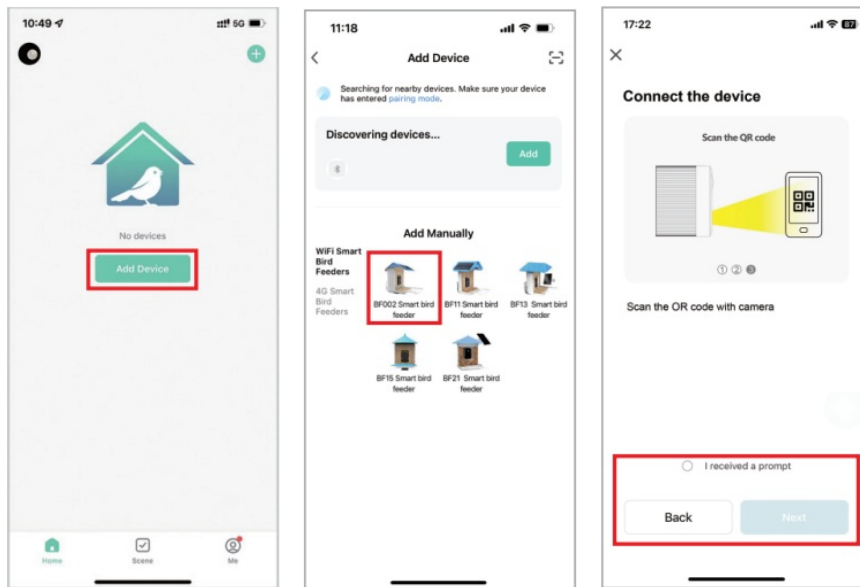 10:49
5G
No devices
Add Device
Home
Scene
Me
11:18
Add Device
Searching for nearby devices. Make sure your device
has entered pairing mode.
Discovering devices...
Add
Add Manually
WiFi Smart
Bird
Feeders
4G Smart
Bird
Feeders
BF002 Smart bird
feeder
BF11 Smart bird
feeder
BF13 Smart bird
feeder
BF15 Smart bird
feeder
BF21 Smart bird
feeder
17:22
87
Connect the device
Scan the QR code
① ② ❸
Scan the OR code with camera
I received a prompt
Back
Next